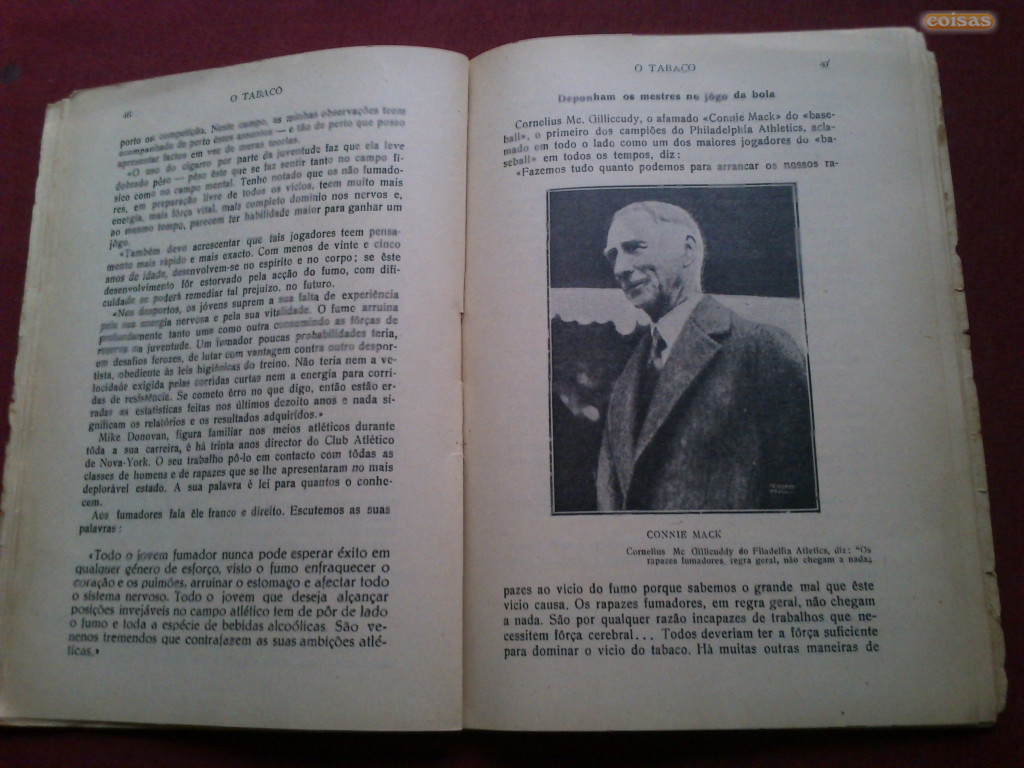 coisas
46
O TABACO
porto ou competição. Neste campo, as minhas observações teem
acompanhado de perto êstes assuntos — e tão de perto que posso
apresentar factos em vez de meras teorias.
«O uso do cigarro por parte da juventude faz que ela leve
dobrado pêso — pêso êste que se faz sentir tanto no campo fí-
sico como no campo mental. Tenho notado que os não fumado-
res, em preparação livre de todos os vícios, teem muito mais
energia, mais fôrça vital, mais completo domínio nos nervos e,
ao mesmo tempo, parecem ter habilidade maior para ganhar um
jôgo.
«Também devo acrescentar que tais jogadores teem pensa-
mento mais rápido e mais exacto. Com menos de vinte e cinco
anos de idade, desenvolvem-se no espírito e no corpo; se êste
desenvolvimento fôr estorvado pela acção do fumo, com difi-
culdade se poderá remediar tal prejuízo, no futuro.
«Nos desportos, os jóvens suprem a sua falta de experiência
pela sua energia nervosa e pela sua vitalidade. O fumo arruina
profundamente tanto uma como outra consumindo as fôrças de
reserva na juventude. Um fumador poucas probabilidades teria,
em desafios ferozes, de lutar com vantagem contra outro despor-
tista, obediente às leis higiénicas do treino. Não teria nem a ve-
locidade exigida pelas corridas curtas nem a energia para corri-
das de resistência. Se cometo êrro no que digo, então estão er-
radas as estatísticas feitas nos últimos dezoito anos e nada si-
gnificam os relatórios e os resultados adquiridos.»
Mike Donovan, figura familiar nos meios atléticos durante
tôda a sua carreira, é há trinta anos director do Club Atlético
de Nova-York. O seu trabalho pô-lo em contacto com tôdas as
classes de homens e de rapazes que se lhe apresentaram no mais
deplorável estado. A sua palavra é lei para quantos o conhe-
cem.
Aos fumadores fala êle franco e direito. Escutemos as suas
palavras:
«Todo o jovem fumador nunca pode esperar éxito em
qualquer género de esforço, visto o fumo enfraquecer o
coração e os pulmões, arruinar o estomago e afectar todo
o sistema nervoso. Todo o jovem que deseja alçançar
posições invejáveis no campo atlético tem de pôr de lado
o fumo e toda a espécie de bebidas alcoólicas. São ve-
nenos tremendos que contrafazem as suas ambições atlé-
ticas.»
O TABACO
Deponham os mestres no jôgo da bola
Cornelius Mc. Gilliccudy, o afamado «Connie Mack» do «base-
ball», o primeiro dos campiões do Philadelphia Athletics, acla-
mado em todo o lado como um dos maiores jogadores do «ba-
seball» em todos os tempos, diz:
«Fazemos tudo quanto podemos para arrancar os nossos ra-
CONNIE MACK
Cornelius Mc Gillicuddy do Filadelfia Atletics, diz: "Os
rapazes fumadores, regra geral, não chegam a nada;
pazes ao vício do fumo porque sabemos o grande mal que êste
vício causa. Os rapazes fumadores, em regra geral, não chegam
a nada. São por qualquer razão incapazes de trabalhos que ne-
cessitem fôrça cerebral... Todos deveriam ter a fôrça suficiente
para dominar o vício do tabaco. Há muitas outras maneiras de